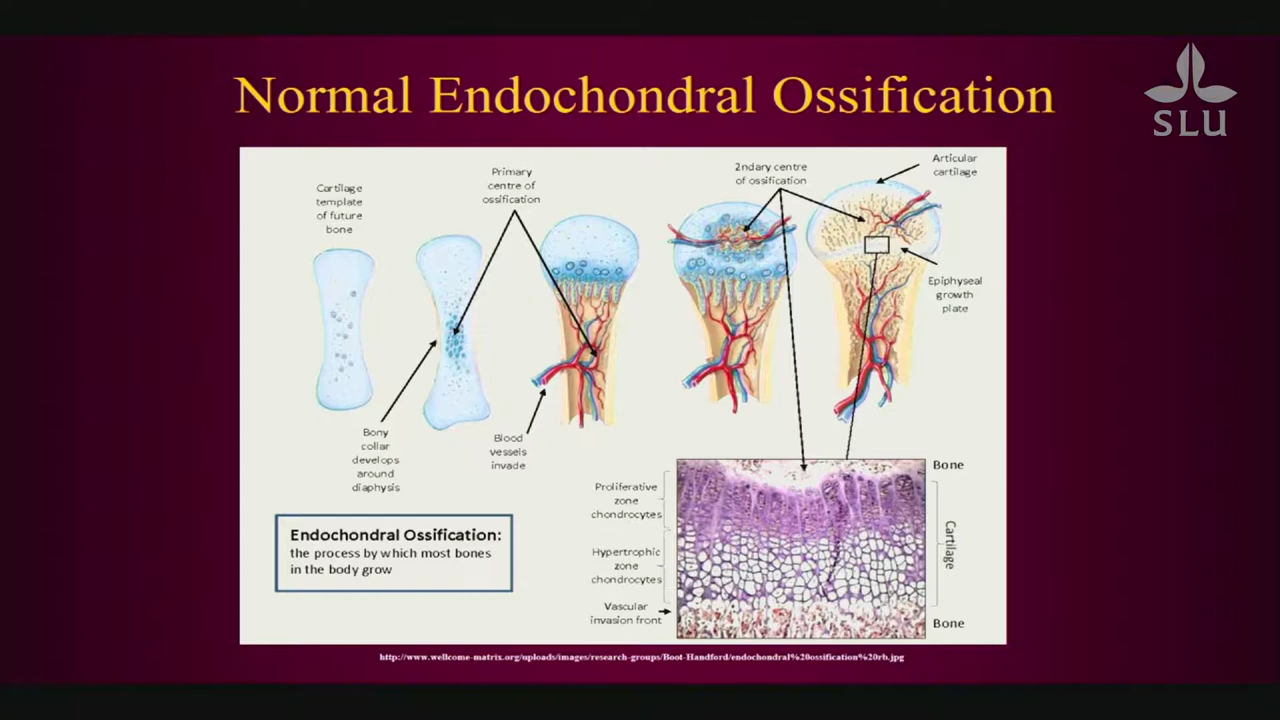 Normal Endochondral Ossification
SLU
Cartilage
template
of future
bone
Primary
centre of
ossification
2ndary centre
of ossification
Articular
cartilage
Epiphyseal
growth
plate
Bony
collar
develops
around
diaphysis
Blood
vessels
invade
Endochondral Ossification:
the process by which most bones
in the body grow
Proliferative
zone
chondrocytes
Hypertrophic
zone
chondrocytes
Vascular
invasion front
Bone
Cartilage
Bone
http://www.wellcome-matrix.org/uploads/images/research-groups/Boot-Handford/endochondral%20ossification%20rb.jpg